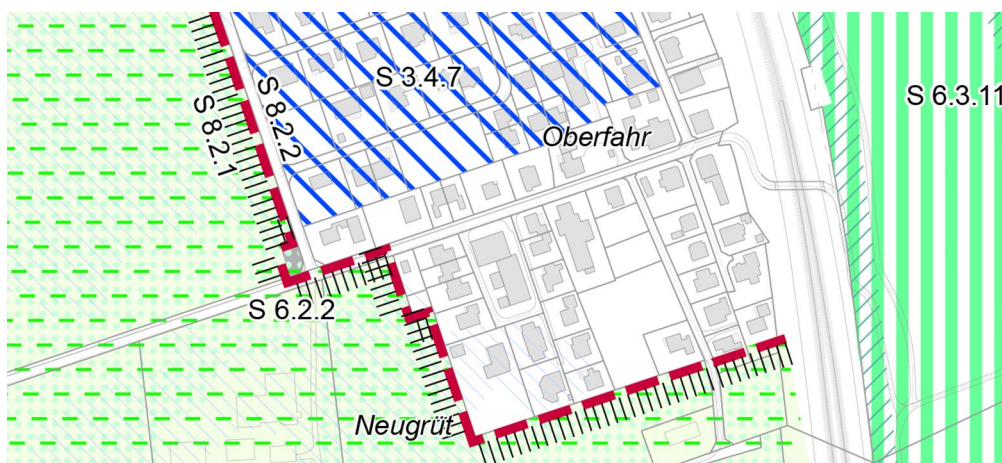 S 3.4.7
S 6.3.11
S 8.2.2
S 8.2.1
Oberfahr
S 6.2.2
Neugrüt